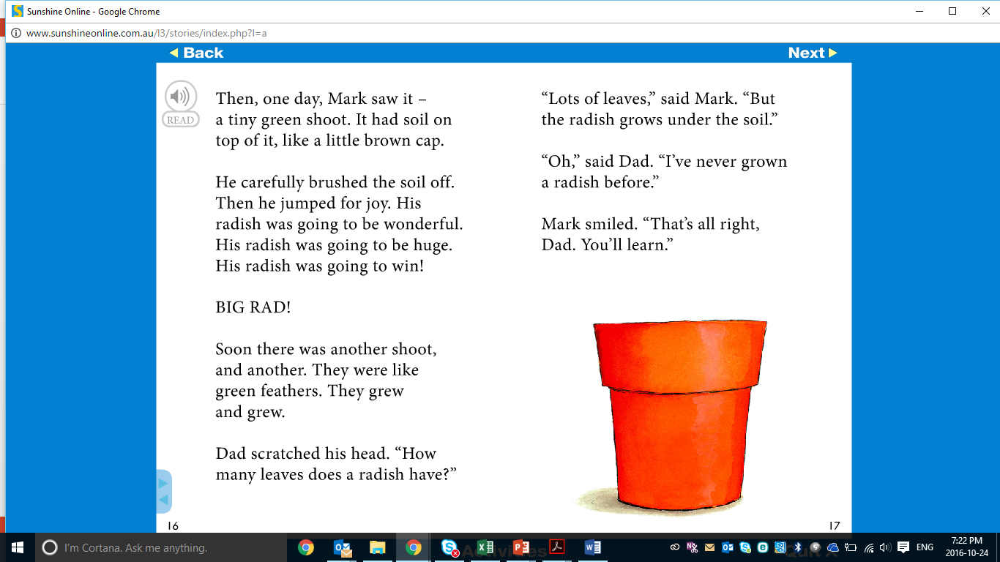 Sunshine Online - Google Chrome
www.sunshineonline.com.au/l3/stories/index.php?l=a
Back
Next
READ
Then, one day, Mark saw it –
a tiny green shoot. It had soil on
top of it, like a little brown cap.
He carefully brushed the soil off.
Then he jumped for joy. His
radish was going to be wonderful.
His radish was going to be huge.
His radish was going to win!
BIG RAD!
Soon there was another shoot,
and another. They were like
green feathers. They grew
and grew.
Dad scratched his head. “How
many leaves does a radish have?”
16
“Lots of leaves,” said Mark. “But
the radish grows under the soil.”
“Oh,” said Dad. “I’ve never grown
a radish before.”
Mark smiled. “That’s all right,
Dad. You’ll learn.”
17
I'm Cortana. Ask me anything.
Activities
Quit X
ENG
7:22 PM
2016-10-24